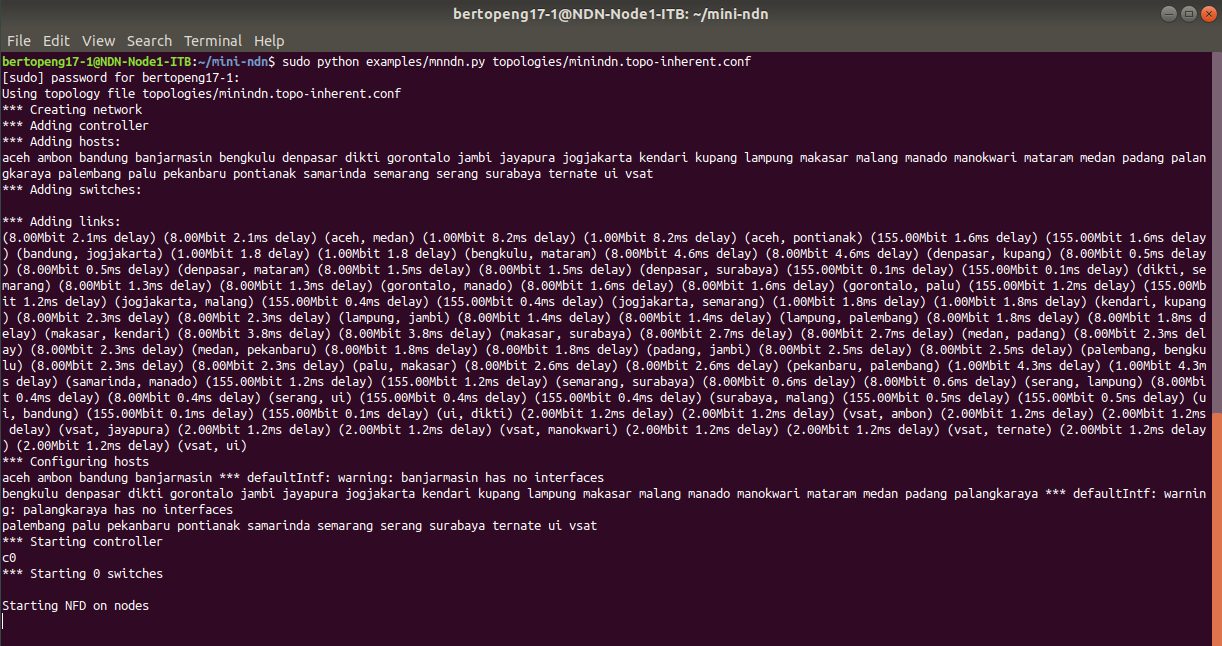 bertopeng17-1@NDN-Node1-ITB: ~/mini-ndn
File Edit View Search Terminal Help
bertopeng17-1@NDN-Node1-ITB:~/mini-ndn$ sudo python examples/mnndn.py topologies/minindn.topo-inherent.conf
[sudo] password for bertopeng17-1:
Using topology file topologies/minindn.topo-inherent.conf
*** Creating network
*** Adding controller
*** Adding hosts:
aceh ambon bandung banjarmasin bengkulu denpasar dikti gorontalo jambi jayapura jogjakarta kendari kupang lampung makasar malang manado manokwari mataram medan padang palan
gkaraya palembang palu pekanbaru pontianak samarinda semarang serang surabaya ternate ui vsat
*** Adding switches:
*** Adding links:
(8.00Mbit 2.1ms delay) (8.00Mbit 2.1ms delay) (aceh, medan) (1.00Mbit 8.2ms delay) (1.00Mbit 8.2ms delay) (aceh, pontianak) (155.00Mbit 1.6ms delay) (155.00Mbit 1.6ms delay
) (bandung, jogjakarta) (1.00Mbit 1.8 delay) (1.00Mbit 1.8 delay) (bengkulu, mataram) (8.00Mbit 4.6ms delay) (8.00Mbit 4.6ms delay) (denpasar, kupang) (8.00Mbit 0.5ms delay
) (8.00Mbit 0.5ms delay) (denpasar, mataram) (8.00Mbit 1.5ms delay) (8.00Mbit 1.5ms delay) (denpasar, surabaya) (155.00Mbit 0.1ms delay) (155.00Mbit 0.1ms delay) (dikti, se
marang) (8.00Mbit 1.3ms delay) (8.00Mbit 1.3ms delay) (gorontalo, manado) (8.00Mbit 1.6ms delay) (8.00Mbit 1.6ms delay) (gorontalo, palu) (155.00Mbit 1.2ms delay) (155.00Mb
it 1.2ms delay) (jogjakarta, malang) (155.00Mbit 0.4ms delay) (155.00Mbit 0.4ms delay) (jogjakarta, semarang) (1.00Mbit 1.8ms delay) (1.00Mbit 1.8ms delay) (kendari, kupang
) (8.00Mbit 2.3ms delay) (8.00Mbit 2.3ms delay) (lampung, jambi) (8.00Mbit 1.4ms delay) (8.00Mbit 1.4ms delay) (lampung, palembang) (8.00Mbit 1.8ms delay) (8.00Mbit 1.8ms d
elay) (makasar, kendari) (8.00Mbit 3.8ms delay) (8.00Mbit 3.8ms delay) (makasar, surabaya) (8.00Mbit 2.7ms delay) (8.00Mbit 2.7ms delay) (medan, padang) (8.00Mbit 2.3ms del
ay) (8.00Mbit 2.3ms delay) (medan, pekanbaru) (8.00Mbit 1.8ms delay) (8.00Mbit 1.8ms delay) (padang, jambi) (8.00Mbit 2.5ms delay) (8.00Mbit 2.5ms delay) (palembang, bengku
lu) (8.00Mbit 2.3ms delay) (8.00Mbit 2.3ms delay) (palu, makasar) (8.00Mbit 2.6ms delay) (8.00Mbit 2.6ms delay) (pekanbaru, palembang) (1.00Mbit 4.3ms delay) (1.00Mbit 4.3m
s delay) (samarinda, manado) (155.00Mbit 1.2ms delay) (155.00Mbit 1.2ms delay) (semarang, surabaya) (8.00Mbit 0.6ms delay) (8.00Mbit 0.6ms delay) (serang, lampung) (8.00Mbi
t 0.4ms delay) (8.00Mbit 0.4ms delay) (serang, ui) (155.00Mbit 0.4ms delay) (155.00Mbit 0.4ms delay) (surabaya, malang) (155.00Mbit 0.5ms delay) (155.00Mbit 0.5ms delay) (u
i, bandung) (155.00Mbit 0.1ms delay) (155.00Mbit 0.1ms delay) (ui, dikti) (2.00Mbit 1.2ms delay) (2.00Mbit 1.2ms delay) (vsat, ambon) (2.00Mbit 1.2ms delay) (2.00Mbit 1.2ms
 delay) (vsat, jayapura) (2.00Mbit 1.2ms delay) (2.00Mbit 1.2ms delay) (vsat, manokwari) (2.00Mbit 1.2ms delay) (2.00Mbit 1.2ms delay) (vsat, ternate) (2.00Mbit 1.2ms delay
) (2.00Mbit 1.2ms delay) (vsat, ui)
*** Configuring hosts
aceh ambon bandung banjarmasin *** defaultIntf: warning: banjarmasin has no interfaces
bengkulu denpasar dikti gorontalo jambi jayapura jogjakarta kendari kupang lampung makasar malang manado manokwari mataram medan padang palangkaraya *** defaultIntf: warnin
g: palangkaraya has no interfaces
palembang palu pekanbaru pontianak samarinda semarang serang surabaya ternate ui vsat
*** Starting controller
c0
*** Starting 0 switches
Starting NFD on nodes